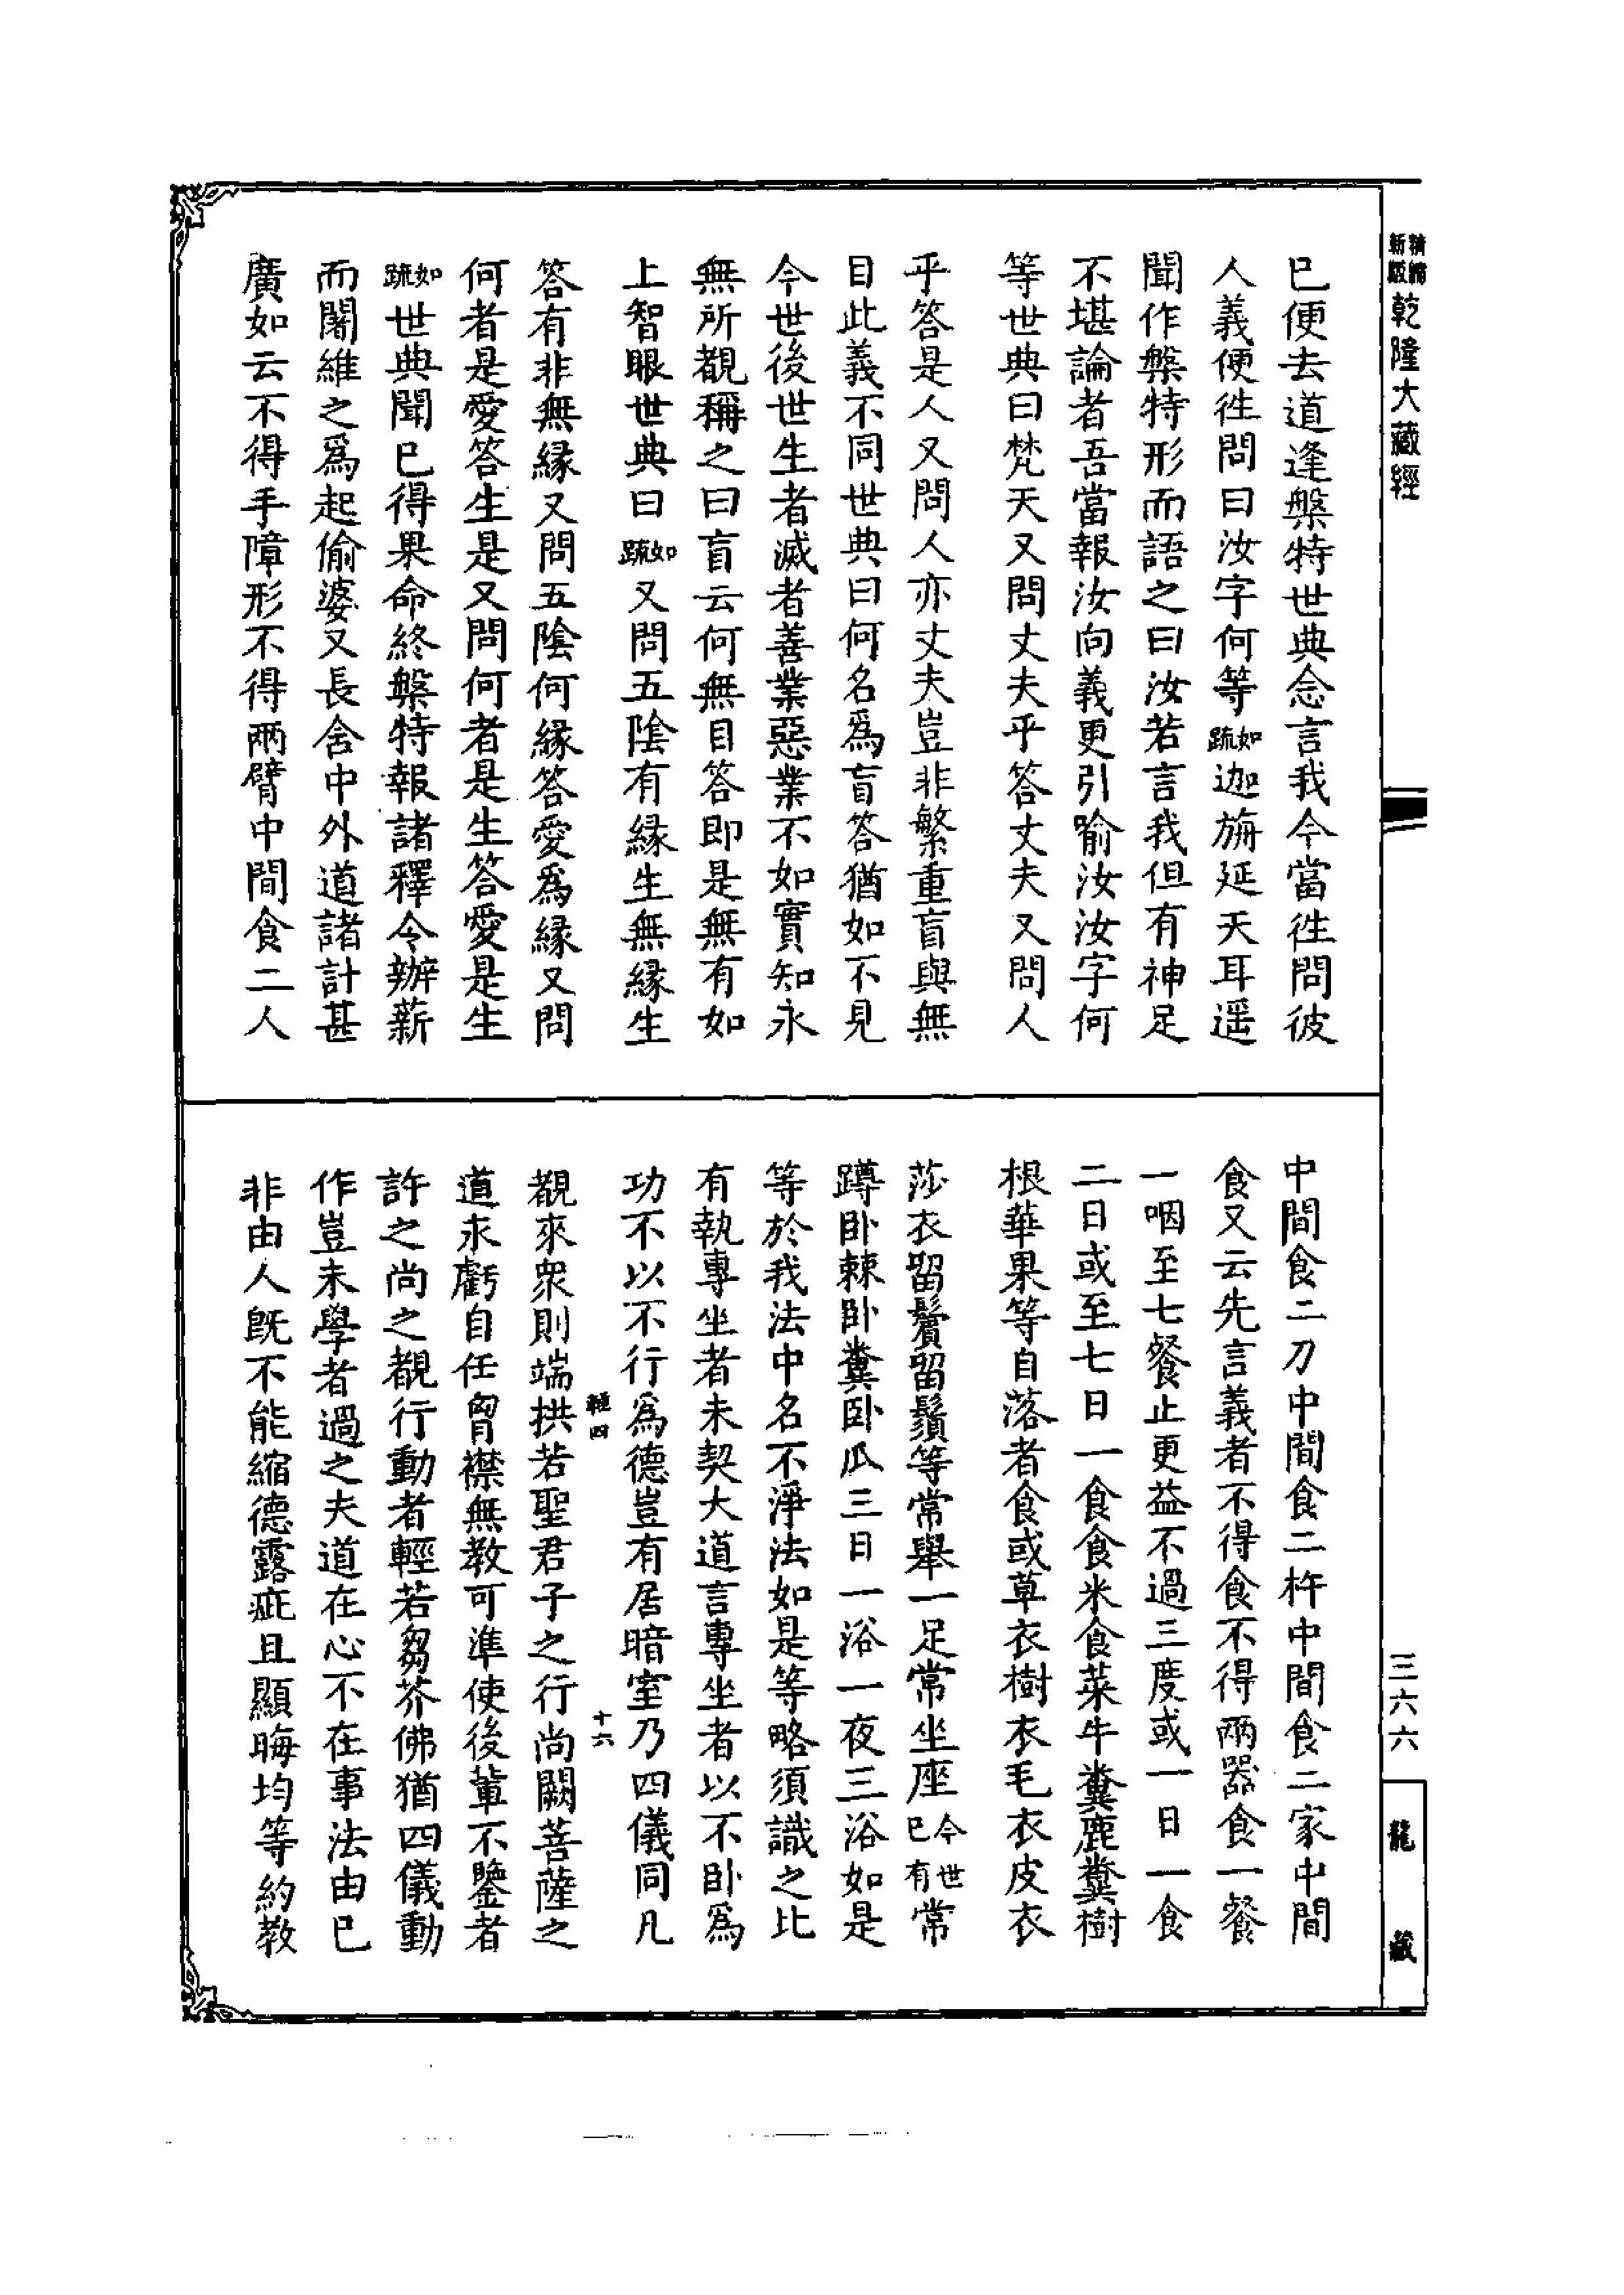 新編縮版乾隆大藏經
已便去道逢槃特世典念言我今當徃問彼
人義便徃問曰汝字何等如疏迦旃延天耳遥
聞作槃特形而語之曰汝若言我但有神足
不堪論者吾當報汝向義更引喻汝汝字何
等世典曰梵天又問丈夫乎答丈夫又問人
乎答是人又問人亦丈夫豈非繁重盲與無
目此義不同世典曰何名爲盲答猶如不見
今世後世生者滅者善業惡業不如實知永
無所覩稱之曰盲云何無目答即是無有如
上智眼世典曰如疏又問五陰有縁生無縁生
答有非無縁又問五陰何縁答愛爲縁又問
何者是愛答生是又問何者是生答愛是生
如疏世典聞已得果命終槃特報諸釋令辦薪
而闍維之爲起偷婆又長含中外道諸計甚
廣如云不得手障形不得兩臂中間食二人
中間食二刀中間食二杵中間食二家中間
食又云先言義者不得食不得兩器食一餐
一咽至七餐止更益不過三度或一日一食
二日或至七日一食食米食菜牛糞鹿糞樹
根華果等自落者食或草衣樹衣毛衣皮衣
莎衣留鬢留鬚等常舉一足常坐座今世已有常
蹲卧棘卧糞卧瓜三日一浴一夜三浴如是
等於我法中名不淨法如是等略須識之比
有執專坐者未契大道言專坐者以不卧爲
功不以不行爲德豈有居暗室乃四儀同凡
覩來衆則端拱若聖君子之行尚闕菩薩之
道永虧自任胷襟無教可準使後輩不鑒者
許之尚之覩行動者輕若芻芥佛猶四儀動
作豈未學者過之夫道在心不在事法由已
非由人旣不能縮德露疵且顯晦均等約教
十六
三六六
龍藏